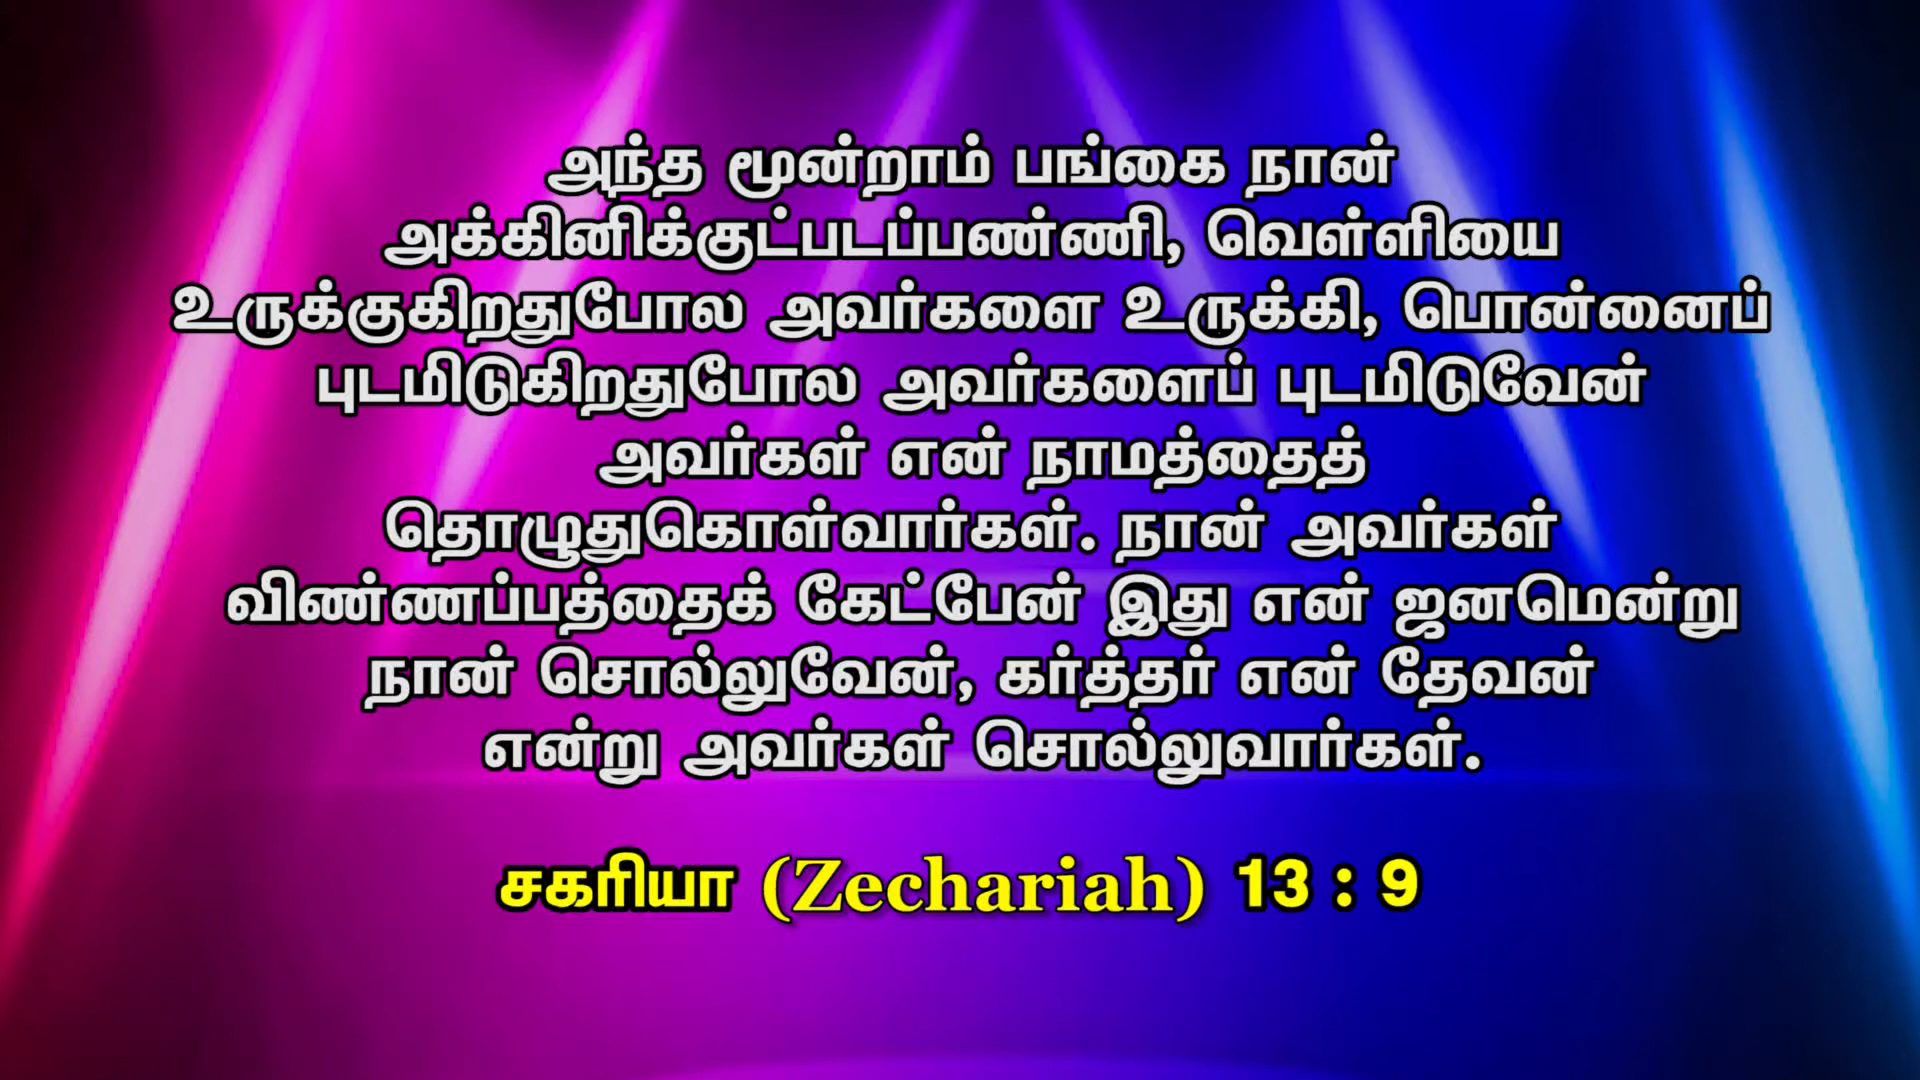 அந்த மூன்றாம் பங்கை நான்
அக்கினிக்குட்படப்பண்ணி, வெள்ளியை
உருக்குகிறதுபோல அவர்களை உருக்கி, பொன்னைப்
புடமிடுகிறதுபோல அவர்களைப் புடமிடுவேன்
அவர்கள் என் நாமத்தைத்
தொழுதுகொள்வார்கள். நான் அவர்கள்
விண்ணப்பத்தைக் கேட்பேன் இது என் ஜனமென்று
நான் சொல்லுவேன், கர்த்தர் என் தேவன்
என்று அவர்கள் சொல்லுவார்கள்.
சகரியா (Zechariah) 13 : 9